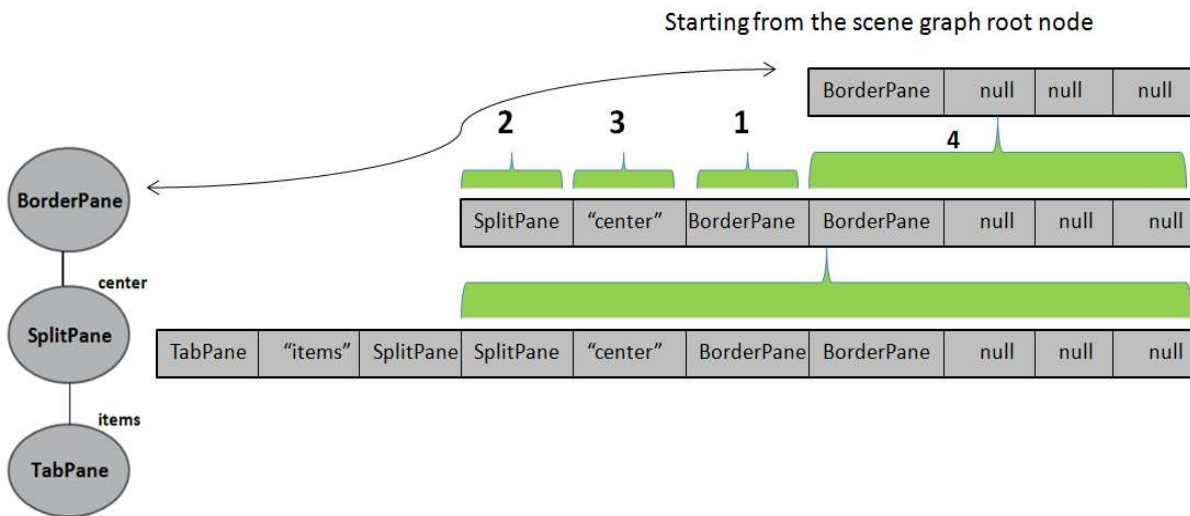 Starting from the scene graph root node
BorderPane null null null
2 3 1 4
BorderPane
SplitPane “center” BorderPane BorderPane null null null
center
SplitPane
TabPane “items” SplitPane SplitPane “center” BorderPane BorderPane null null null
items
TabPane